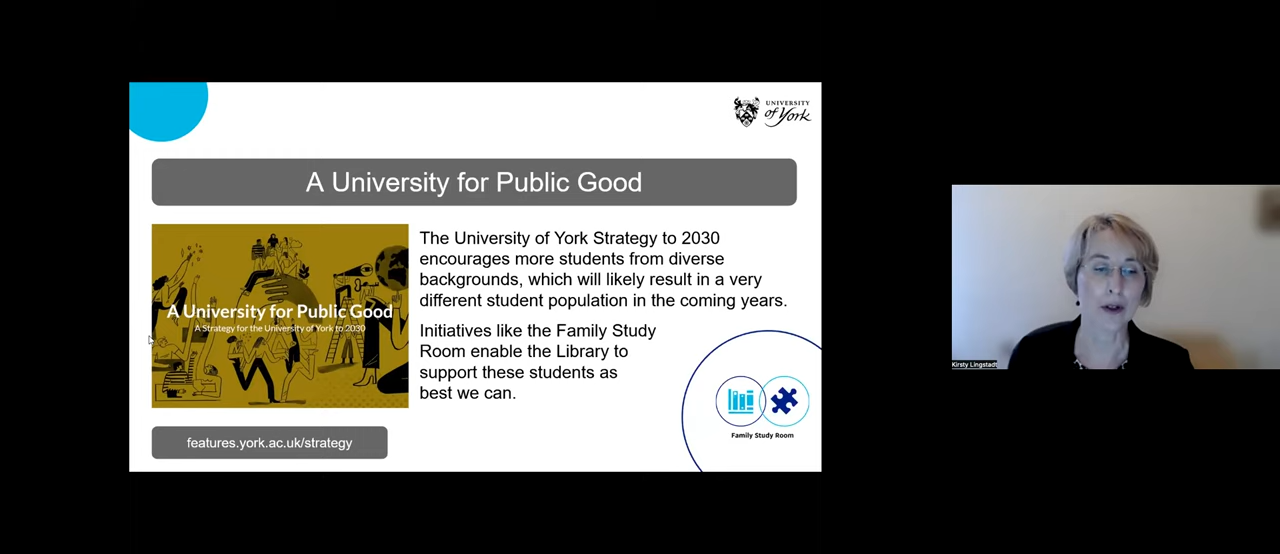 UNIVERSITY
of York
A University for Public Good
The University of York Strategy to 2030
encourages more students from diverse
backgrounds, which will likely result in a very
different student population in the coming years.
Initiatives like the Family Study
Room enable the Library to
support these students as
best we can.
A University for Public Good
A Strategy for the University of York to 2030
features.york.ac.uk/strategy
Family Study Room
Kirsty Lingstadt